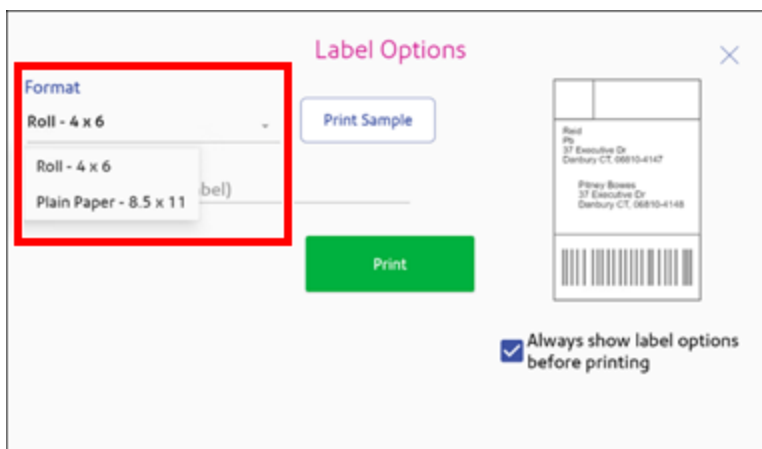 Label Options
Format
Roll - 4 x 6
Print Sample
Roll - 4 x 6
Plain Paper - 8.5 x 11
bel)
Print
Reid
Pb
37 Executive Dr
Danbury CT, 06810-4147
Pitney Bowes
37 Executive Dr
Danbury CT, 06810-4148
Always show label options
before printing